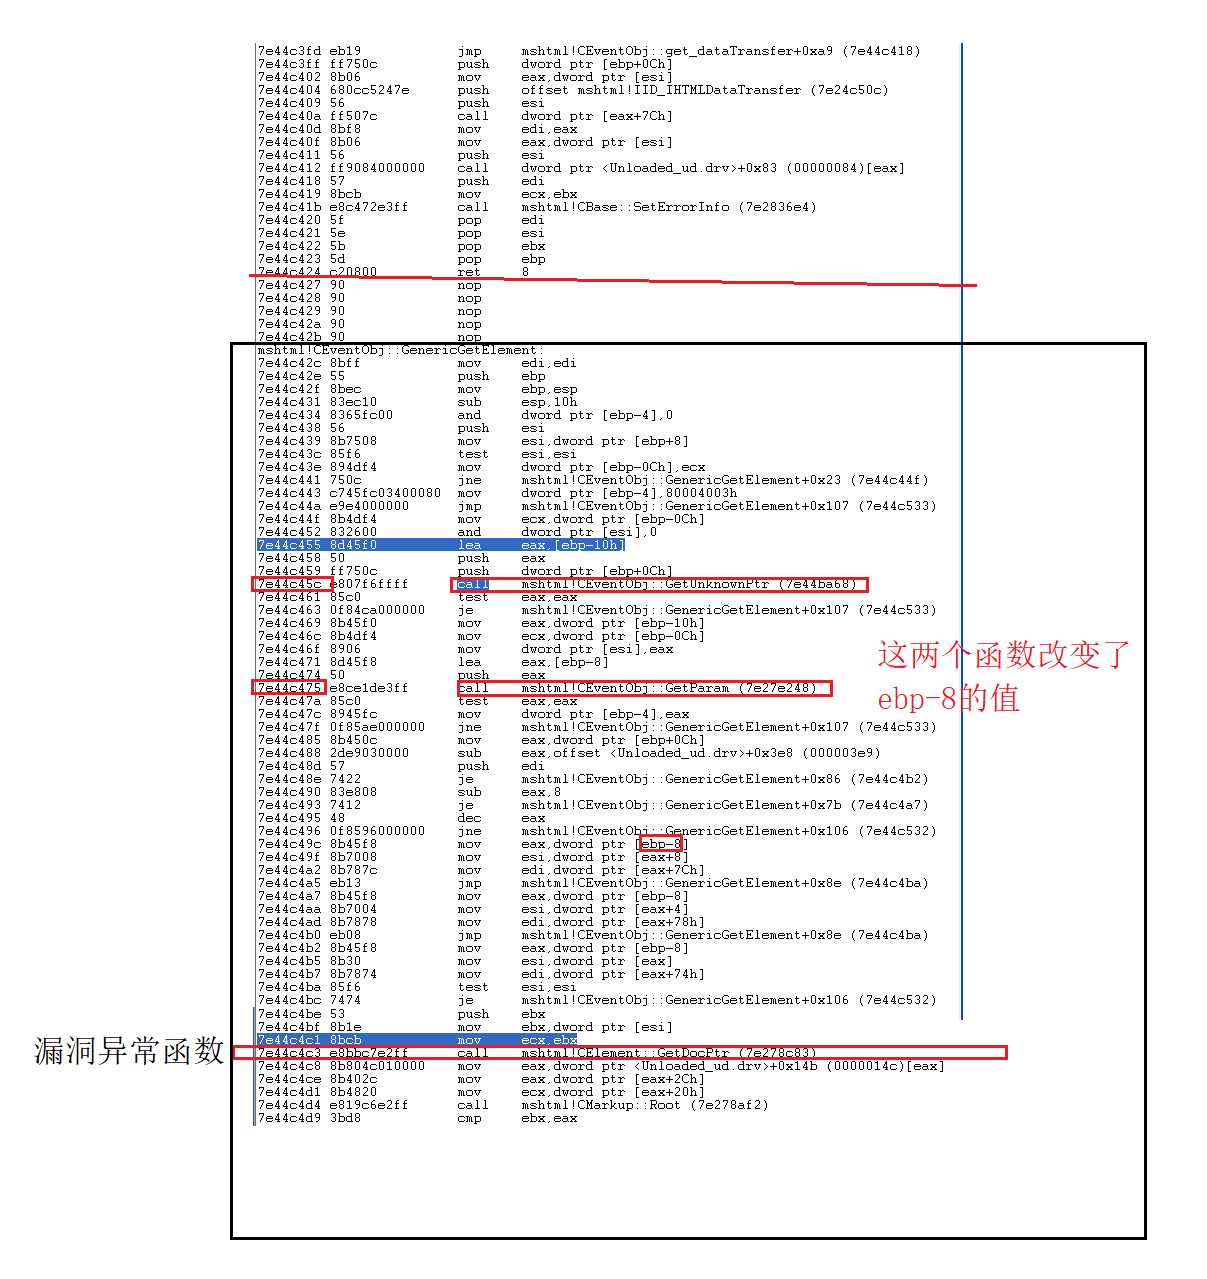 7e44c3fd eb19 jmp mshtml!CEventObj::get_dataTransfer+0xa9 (7e44c418)
7e44c3ff ff750c push dword ptr [ebp+0Ch]
7e44c402 8b06 mov eax,dword ptr [esi]
7e44c404 680cc5247e push offset mshtml!IID_IHTMLDataTransfer (7e24c50c)
7e44c409 56 push esi
7e44c40a ff507c call dword ptr [eax+7Ch]
7e44c40d 8bf8 mov edi,eax
7e44c40f 8b06 mov eax,dword ptr [esi]
7e44c411 56 push esi
7e44c412 ff9084000000 call dword ptr <Unloaded_ud.drv>+0x83 (00000084)[eax]
7e44c418 57 push edi
7e44c419 8bcb mov ecx,ebx
7e44c41b e8c472e3ff call mshtml!CBase::SetErrorInfo (7e2836e4)
7e44c420 5f pop edi
7e44c421 5e pop esi
7e44c422 5b pop ebx
7e44c423 5d pop ebp
7e44c424 c20800 ret 8
7e44c427 90 nop
7e44c428 90 nop
7e44c429 90 nop
7e44c42a 90 nop
7e44c42b 90 nop
mshtml!CEventObj::GenericGetElement:
7e44c42c 8bff mov edi,edi
7e44c42e 55 push ebp
7e44c42f 8bec mov ebp,esp
7e44c431 83ec10 sub esp,10h
7e44c434 8365fc00 and dword ptr [ebp-4],0
7e44c438 56 push esi
7e44c439 8b7508 mov esi,dword ptr [ebp+8]
7e44c43c 85f6 test esi,esi
7e44c43e 894df4 mov dword ptr [ebp-0Ch],ecx
7e44c441 750c jne mshtml!CEventObj::GenericGetElement+0x23 (7e44c44f)
7e44c443 c745fc03400080 mov dword ptr [ebp-4],80004003h
7e44c44a e9e4000000 jmp mshtml!CEventObj::GenericGetElement+0x107 (7e44c533)
7e44c44f 8b4df4 mov ecx,dword ptr [ebp-0Ch]
7e44c452 832600 and dword ptr [esi],0
7e44c455 8d45f0 lea eax,[ebp-10h]
7e44c458 50 push eax
7e44c459 ff750c push dword ptr [ebp+0Ch]
7e44c45c e807f6ffff call mshtml!CEventObj::GetUnknownPtr (7e44ba68)
7e44c461 85c0 test eax,eax
7e44c463 0f84ca000000 je mshtml!CEventObj::GenericGetElement+0x107 (7e44c533)
7e44c469 8b45f0 mov eax,dword ptr [ebp-10h]
7e44c46c 8b4df4 mov ecx,dword ptr [ebp-0Ch]
7e44c46f 8906 mov dword ptr [esi],eax
7e44c471 8d45f8 lea eax,[ebp-8]
7e44c474 50 push eax
7e44c475 e8ce1de3ff call mshtml!CEventObj::GetParam (7e27e248)
7e44c47a 85c0 test eax,eax
7e44c47c 8945fc mov dword ptr [ebp-4],eax
7e44c47f 0f85ae000000 jne mshtml!CEventObj::GenericGetElement+0x107 (7e44c533)
7e44c485 8b450c mov eax,dword ptr [ebp+0Ch]
7e44c488 2de9030000 sub eax,offset <Unloaded_ud.drv>+0x3e8 (000003e9)
7e44c48d 57 push edi
7e44c48e 7422 je mshtml!CEventObj::GenericGetElement+0x86 (7e44c4b2)
7e44c490 83e808 sub eax,8
7e44c493 7412 je mshtml!CEventObj::GenericGetElement+0x7b (7e44c4a7)
7e44c495 48 dec eax
7e44c496 0f8596000000 jne mshtml!CEventObj::GenericGetElement+0x106 (7e44c532)
7e44c49c 8b45f8 mov eax,dword ptr [ebp-8]
7e44c49f 8b7008 mov esi,dword ptr [eax+8]
7e44c4a2 8b787c mov edi,dword ptr [eax+7Ch]
7e44c4a5 eb13 jmp mshtml!CEventObj::GenericGetElement+0x8e (7e44c4ba)
7e44c4a7 8b45f8 mov eax,dword ptr [ebp-8]
7e44c4aa 8b7004 mov esi,dword ptr [eax+4]
7e44c4ad 8b7878 mov edi,dword ptr [eax+78h]
7e44c4b0 eb08 jmp mshtml!CEventObj::GenericGetElement+0x8e (7e44c4ba)
7e44c4b2 8b45f8 mov eax,dword ptr [ebp-8]
7e44c4b5 8b30 mov esi,dword ptr [eax]
7e44c4b7 8b7874 mov edi,dword ptr [eax+74h]
7e44c4ba 85f6 test esi,esi
7e44c4bc 7474 je mshtml!CEventObj::GenericGetElement+0x106 (7e44c532)
7e44c4be 53 push ebx
7e44c4bf 8b1e mov ebx,dword ptr [esi]
7e44c4c1 8bcb mov ecx,ebx
7e44c4c3 e8bbc7e2ff call mshtml!CElement::GetDocPtr (7e278c83)
7e44c4c8 8b804c010000 mov eax,dword ptr <Unloaded_ud.drv>+0x14b (0000014c)[eax]
7e44c4ce 8b402c mov eax,dword ptr [eax+2Ch]
7e44c4d1 8b4820 mov ecx,dword ptr [eax+20h]
7e44c4d4 e819c6e2ff call mshtml!CMarkup::Root (7e278af2)
7e44c4d9 3bd8 cmp ebx,eax
这两个函数改变了
ebp-8的值
漏洞异常函数